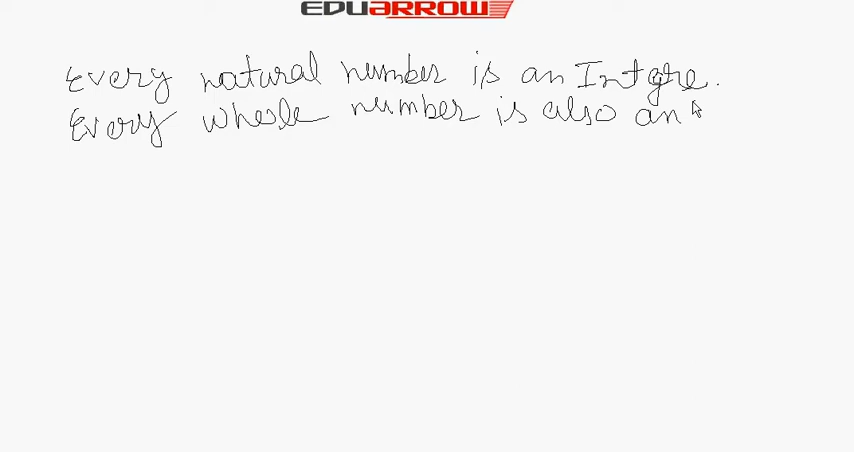 EDUARROW
Every natural number is an Intgre.
Every whole number is also an